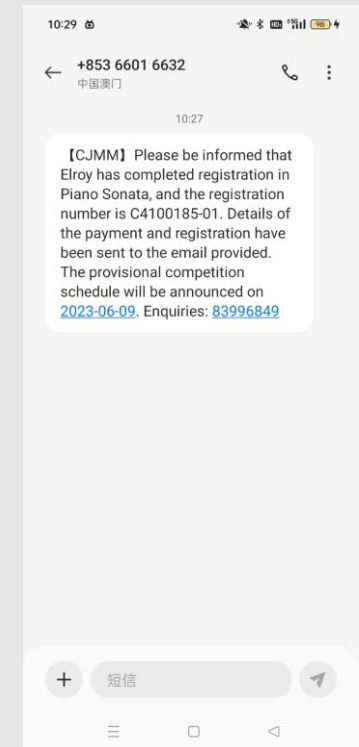 10:29
5G
98
+853 6601 6632
中国澳门
10:27
【CJMM】Please be informed that
Elroy has completed registration in
Piano Sonata, and the registration
number is C4100185-01. Details of
the payment and registration have
been sent to the email provided.
The provisional competition
schedule will be announced on
2023-06-09. Enquiries: 83996849
短信